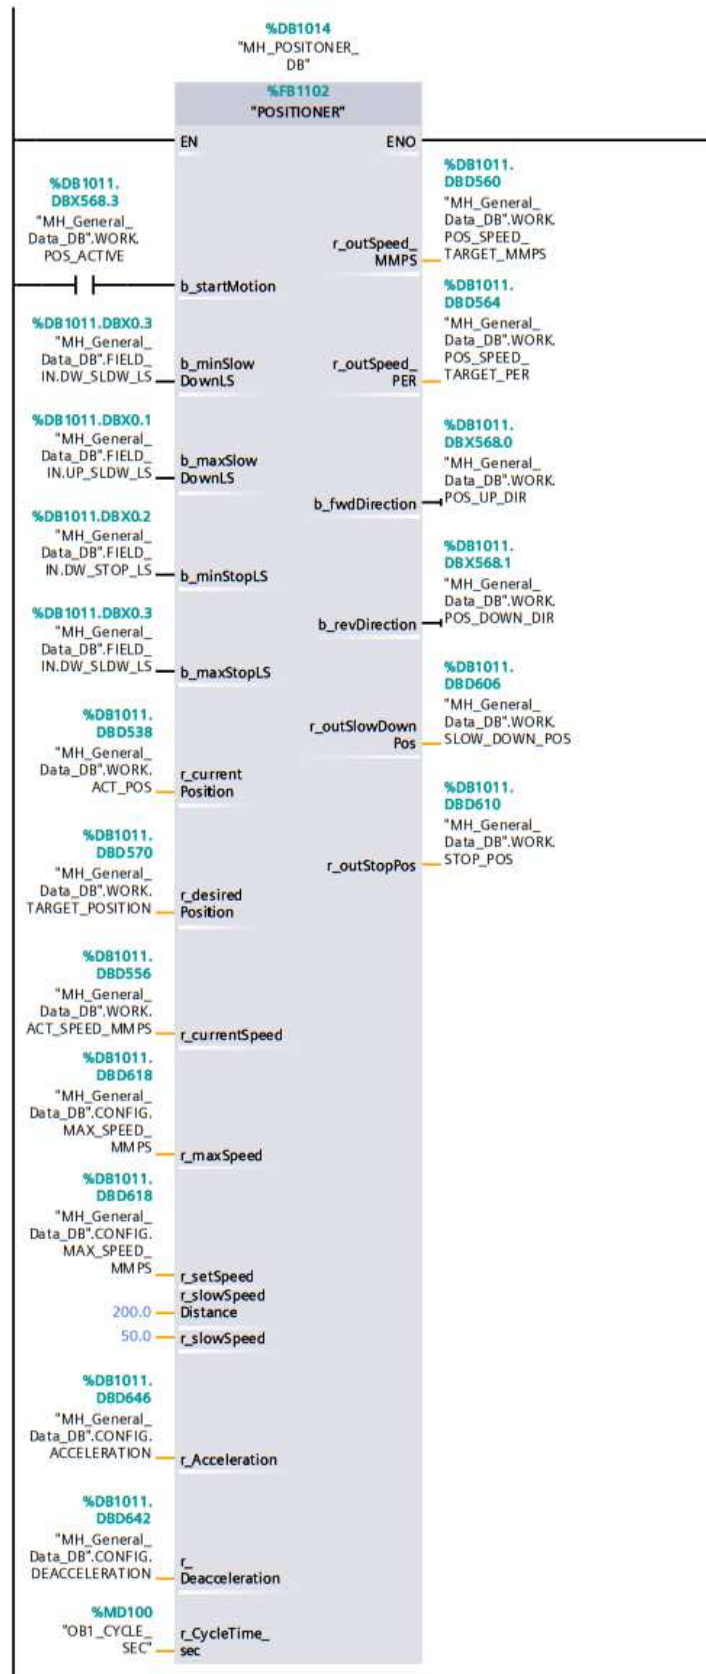 %DB1014
"MH_POSITONER_
DB"
%FB1102
"POSITIONER"
EN
ENO
%DB1011.
DBX568.3
"MH_General_
Data_DB".WORK.
POS_ACTIVE
b_startMotion
%DB1011.DBX0.3
"MH_General_
Data_DB".FIELD_
IN.DW_SLDW_LS
b_minSlow
DownLS
%DB1011.DBX0.1
"MH_General_
Data_DB".FIELD_
IN.UP_SLDW_LS
b_maxSlow
DownLS
%DB1011.DBX0.2
"MH_General_
Data_DB".FIELD_
IN.DW_STOP_LS
b_minStopLS
%DB1011.DBX0.3
"MH_General_
Data_DB".FIELD_
IN.DW_SLDW_LS
b_maxStopLS
%DB1011.
DBD538
"MH_General_
Data_DB".WORK.
ACT_POS
r_current
Position
%DB1011.
DBD570
"MH_General_
Data_DB".WORK.
TARGET_POSITION
r_desired
Position
%DB1011.
DBD556
"MH_General_
Data_DB".WORK.
ACT_SPEED_MMPS
r_currentSpeed
%DB1011.
DBD618
"MH_General_
Data_DB".CONFIG.
MAX_SPEED_
MMPS
r_maxSpeed
%DB1011.
DBD618
"MH_General_
Data_DB".CONFIG.
MAX_SPEED_
MMPS
r_setSpeed
200.0
r_slowSpeed
Distance
50.0
r_slowSpeed
%DB1011.
DBD646
"MH_General_
Data_DB".CONFIG.
ACCELERATION
r_Acceleration
%DB1011.
DBD642
"MH_General_
Data_DB".CONFIG.
DEACCELERATION
r_
Deacceleration
%MD100
"OB1_CYCLE_
SEC"
r_CycleTime_
sec
r_outSpeed_
MMPS
%DB1011.
DBD560
"MH_General_
Data_DB".WORK.
POS_SPEED_
TARGET_MMPS
r_outSpeed_
PER
%DB1011.
DBD564
"MH_General_
Data_DB".WORK.
POS_SPEED_
TARGET_PER
b_fwdDirection
%DB1011.
DBX568.0
"MH_General_
Data_DB".WORK.
POS_UP_DIR
b_revDirection
%DB1011.
DBX568.1
"MH_General_
Data_DB".WORK.
POS_DOWN_DIR
r_outSlowDown
Pos
%DB1011.
DBD606
"MH_General_
Data_DB".WORK.
SLOW_DOWN_POS
r_outStopPos
%DB1011.
DBD610
"MH_General_
Data_DB".WORK.
STOP_POS